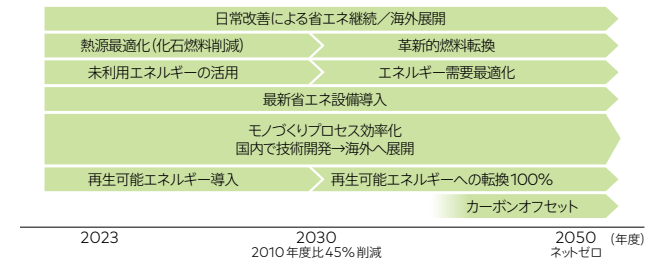 日常改善による省エネ継続／海外展開
熱源最適化（化石燃料削減）　革新的燃料転換
未利用エネルギーの活用　エネルギー需要最適化
最新省エネ設備導入
モノづくりプロセス効率化
国内で技術開発→海外へ展開
再生可能エネルギー導入　再生可能エネルギーへの転換100%
カーボンオフセット
2023　2030　2050　（年度）
2010年度比45%削減　ネットゼロ